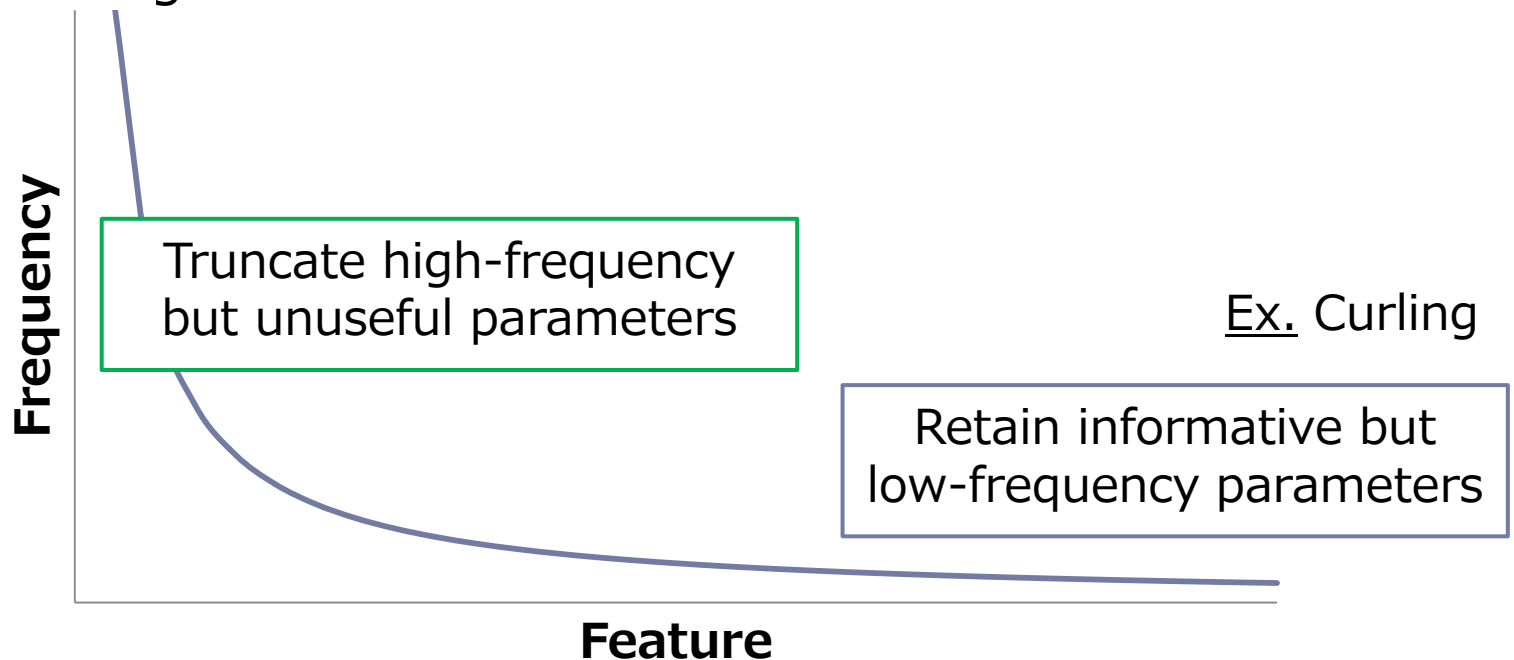 Frequency
Truncate high-frequency
but unuseful parameters
Ex. Curling
Retain informative but
low-frequency parameters
Feature